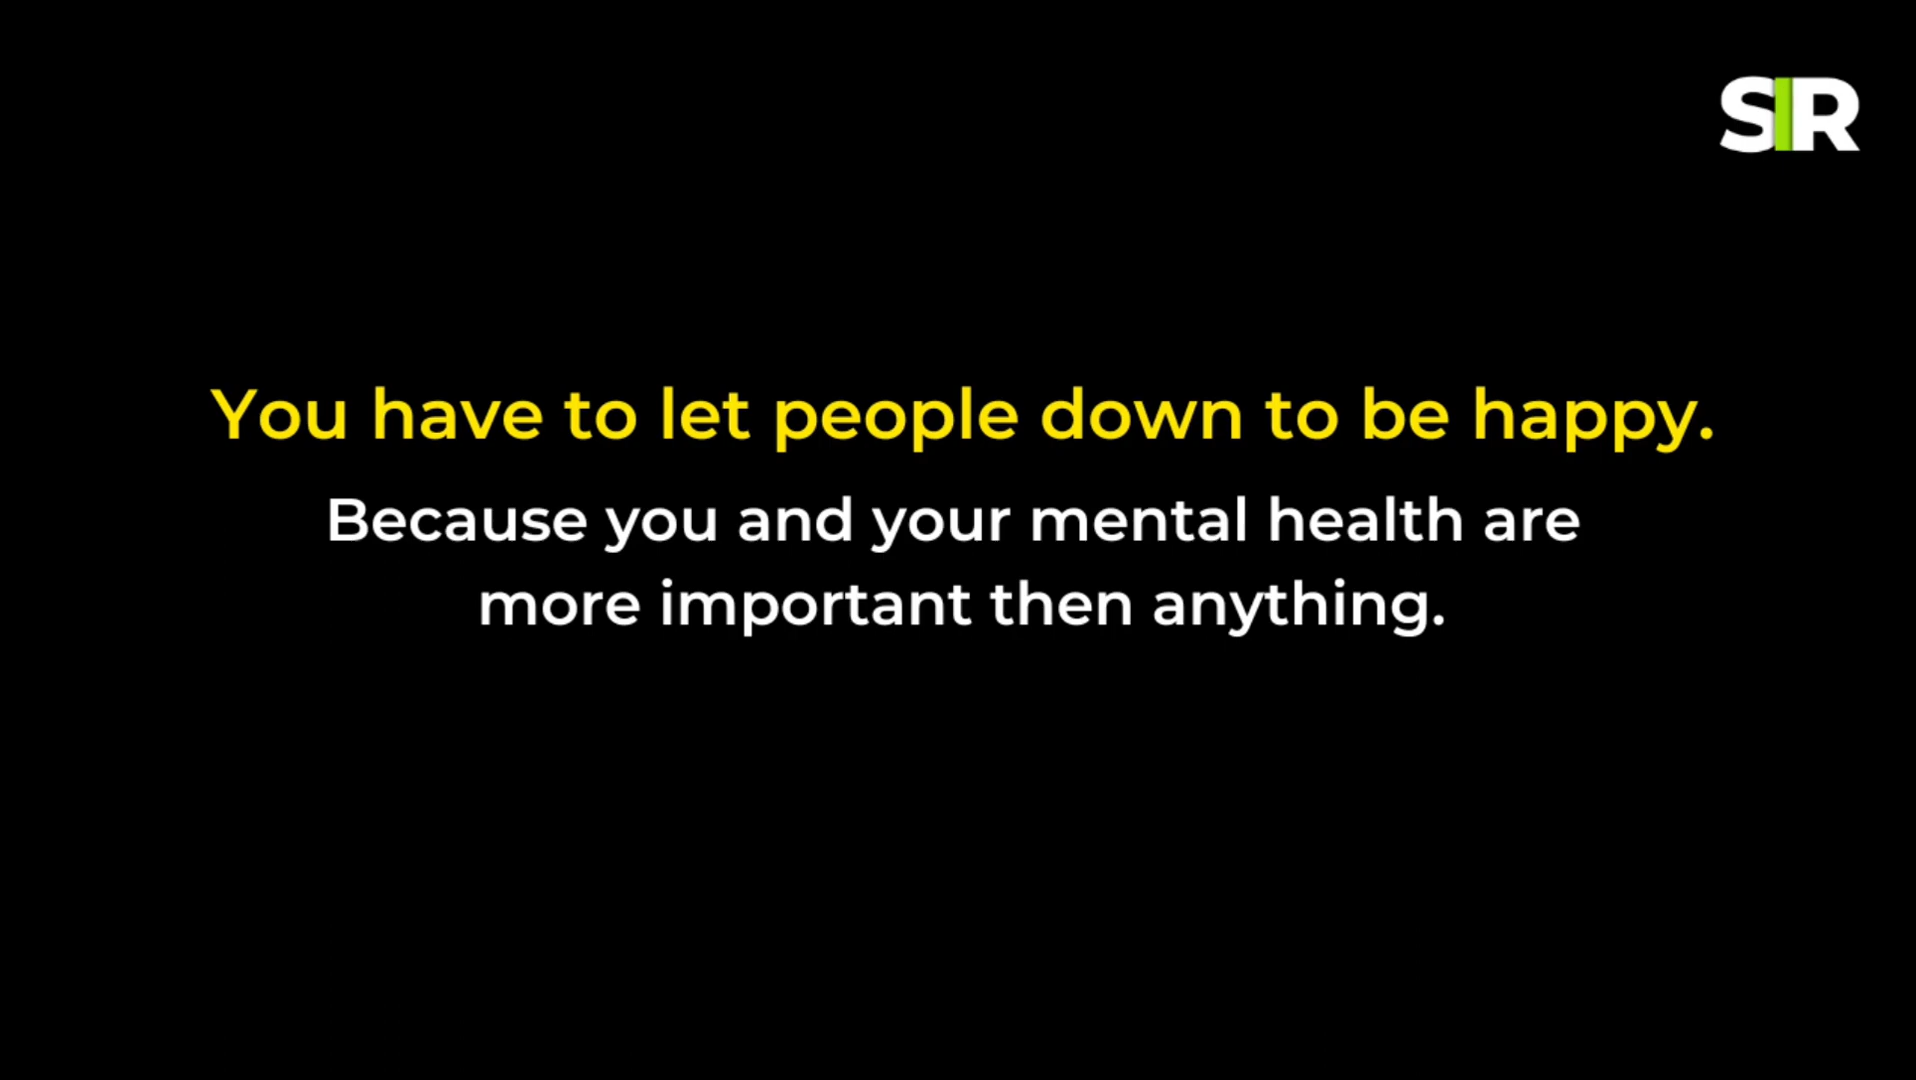 SIR
You have to let people down to be happy.
Because you and your mental health are
more important then anything.